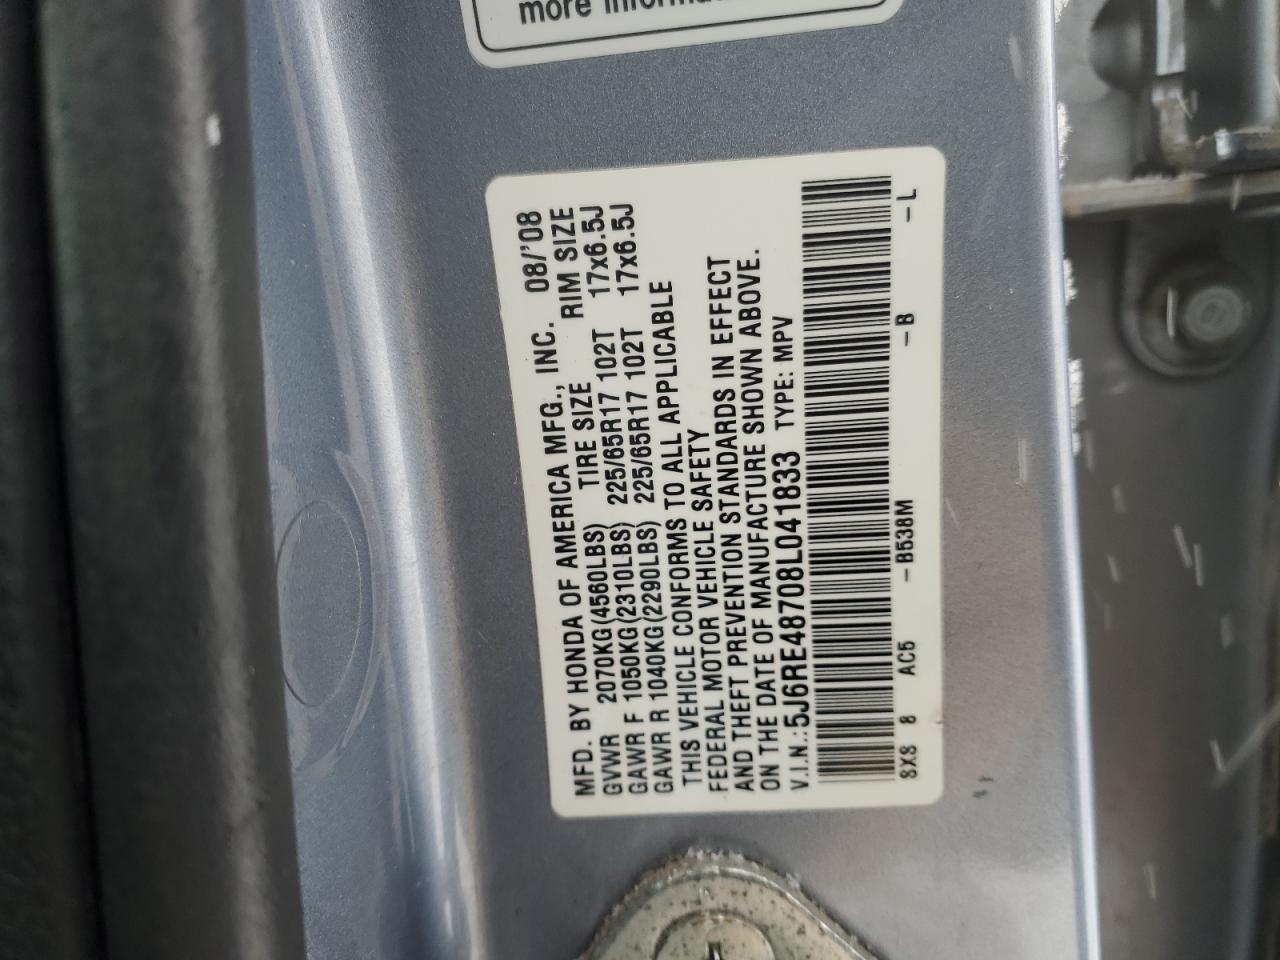 more
MFD. BY HONDA OF AMERICA MFG., INC. 08/'08
TIRE SIZE RIM SIZE
GVWR 2070KG(4560LBS)
GAWR F 1050KG(2310LBS) 225/65R17 102T 17x6.5J
GAWR R 1040KG(2290LBS) 225/65R17 102T 17x6.5J
THIS VEHICLE CONFORMS TO ALL APPLICABLE
FEDERAL MOTOR VEHICLE SAFETY
AND THEFT PREVENTION STANDARDS IN EFFECT
ON THE DATE OF MANUFACTURE SHOWN ABOVE.
V.I.N.:5J6RE48708L041833 TYPE: MPV
8X8 8 AC5 -B538M -B -L